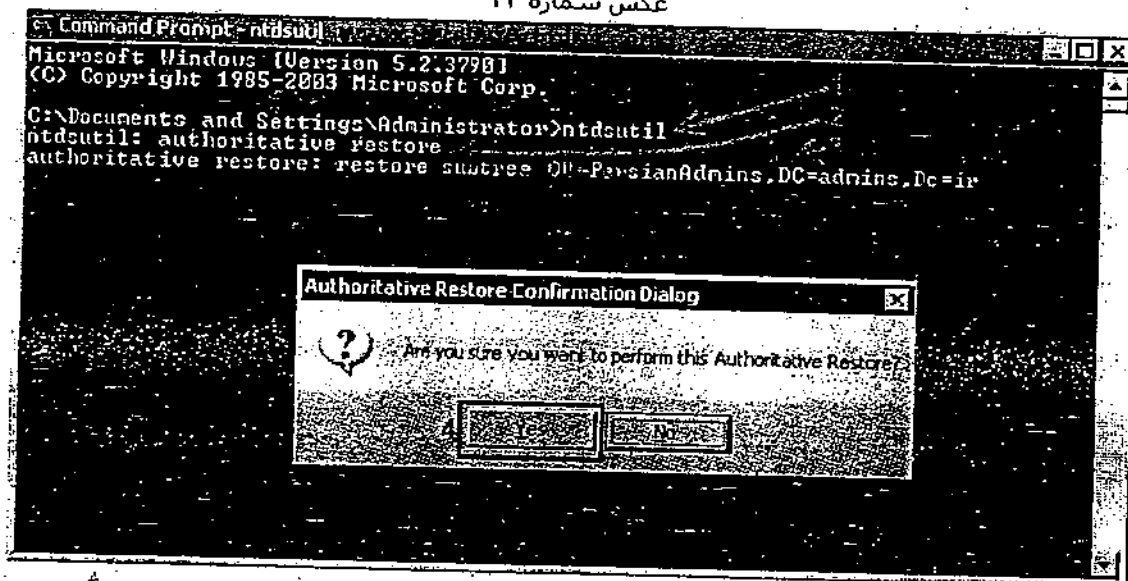 عکس شماره
Command Prompt - ntdsutil
Microsoft Windows [Version 5.2.3790]
(C) Copyright 1985-2003 Microsoft Corp.
C:\Documents and Settings\Administrator>ntdsutil
ntdsutil: authoritative restore
authoritative restore: restore subtree OU=PersianAdmins,DC=admins,Dc=ir
Authoritative Restore Confirmation Dialog
Are you sure you want to perform this Authoritative Restore?
4 Yes No